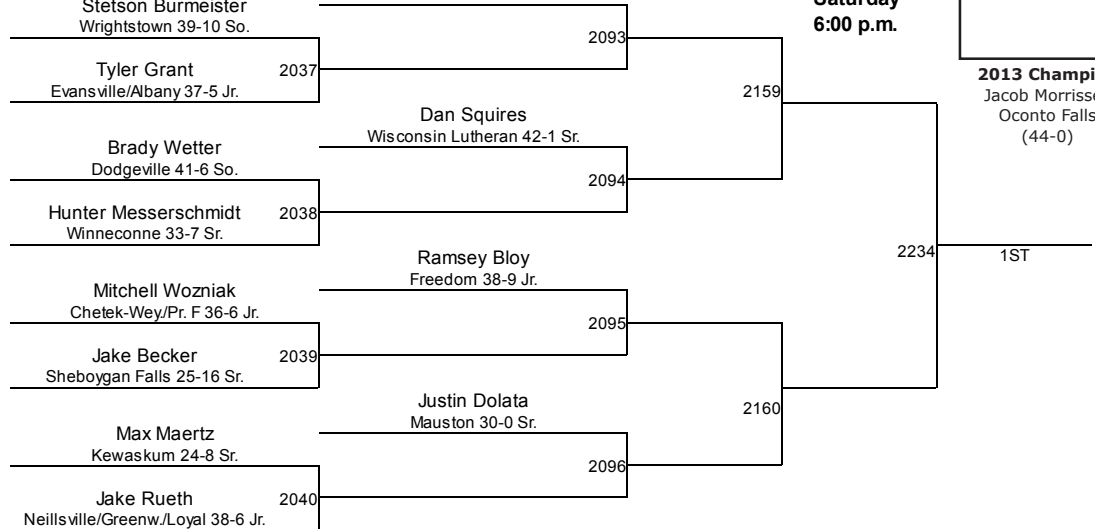 Stetson Burmeister
Wrightstown 39-10 So.
Saturday
6:00 p.m.
2093
Tyler Grant
Evansville/Albany 37-5 Jr.
2037
2013 Champi
Jacob Morrisse
Oconto Falls
(44-0)
2159
Dan Squires
Wisconsin Lutheran 42-1 Sr.
Brady Wetter
Dodgeville 41-6 So.
2094
Hunter Messerschmidt
Winneconne 33-7 Sr.
2038
2234
1ST
Ramsey Bloy
Freedom 38-9 Jr.
Mitchell Wozniak
Chetek-Wey./Pr. F 36-6 Jr.
2095
Jake Becker
Sheboygan Falls 25-16 Sr.
2039
2160
Justin Dolata
Mauston 30-0 Sr.
Max Maertz
Kewaskum 24-8 Sr.
2096
Jake Rueth
Neillsville/Greenw./Loyal 38-6 Jr.
2040